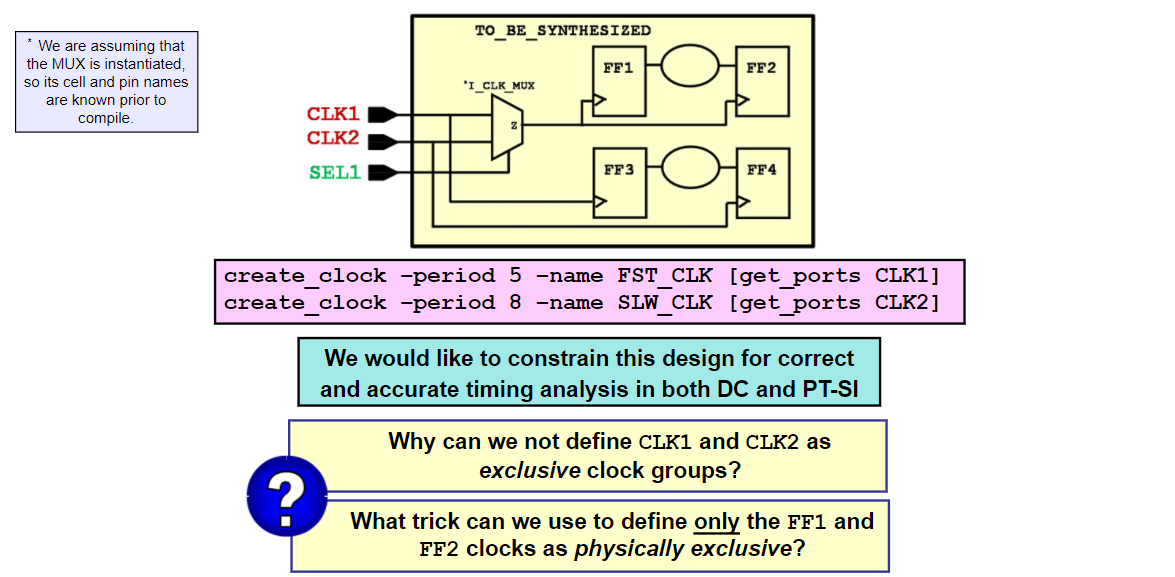 * We are assuming that
the MUX is instantiated,
so its cell and pin names
are known prior to
compile.
TO_BE_SYNTHESIZED
FF1
FF2
*I_CLK_MUX
Z
CLK1
CLK2
SEL1
FF3
FF4
create_clock –period 5 –name FST_CLK [get_ports CLK1]
create_clock –period 8 –name SLW_CLK [get_ports CLK2]
We would like to constrain this design for correct
and accurate timing analysis in both DC and PT-SI
Why can we not define CLK1 and CLK2 as
exclusive clock groups?
?
What trick can we use to define only the FF1 and
FF2 clocks as physically exclusive?